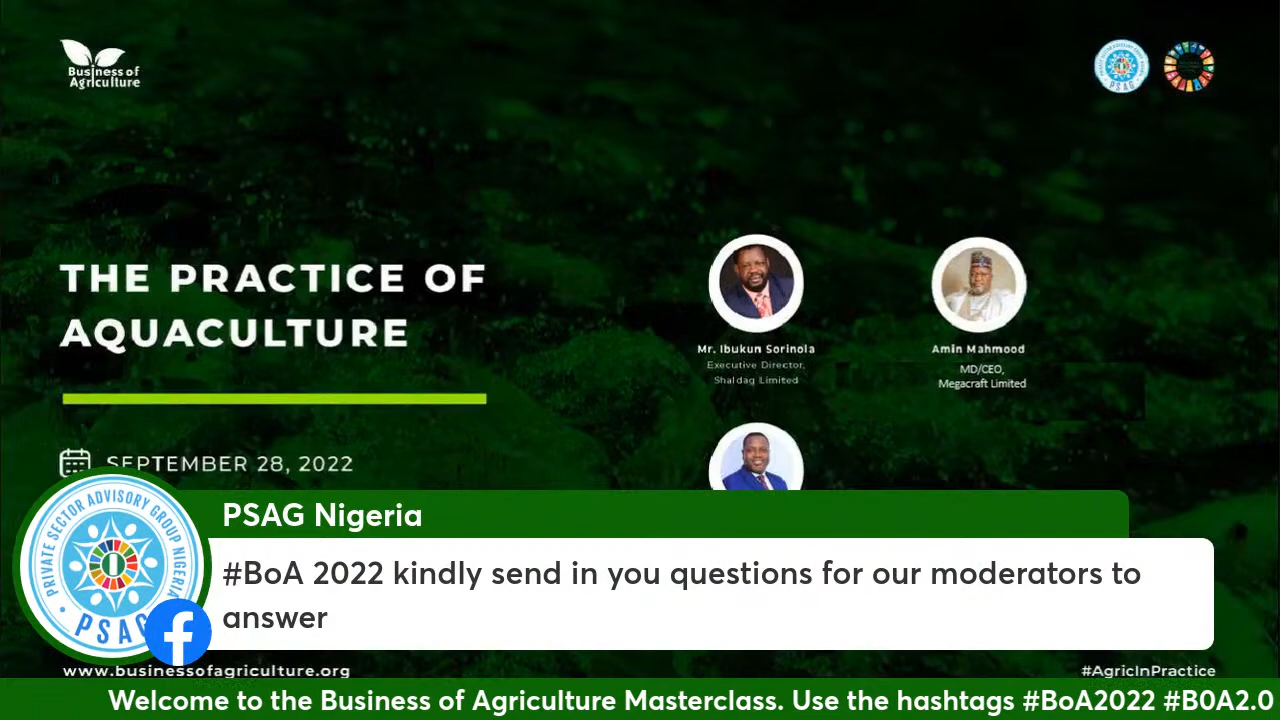 Business of
Agriculture
PSAG
THE PRACTICE OF
AQUACULTURE
SEPTEMBER 28, 2022
Mr. Ibukun Sorinola
Executive Director,
Shaldag Limited
Amin Mahmood
MD/CEO,
Megacraft Limited
PRIVATE SECTOR ADVISORY GROUP NIGERIA
PSAG
PSAG Nigeria
#BoA 2022 kindly send in you questions for our moderators to
answer
www.businessofagriculture.org
#AgricInPractice
Welcome to the Business of Agriculture Masterclass. Use the hashtags #BoA2022 #B0A2.0